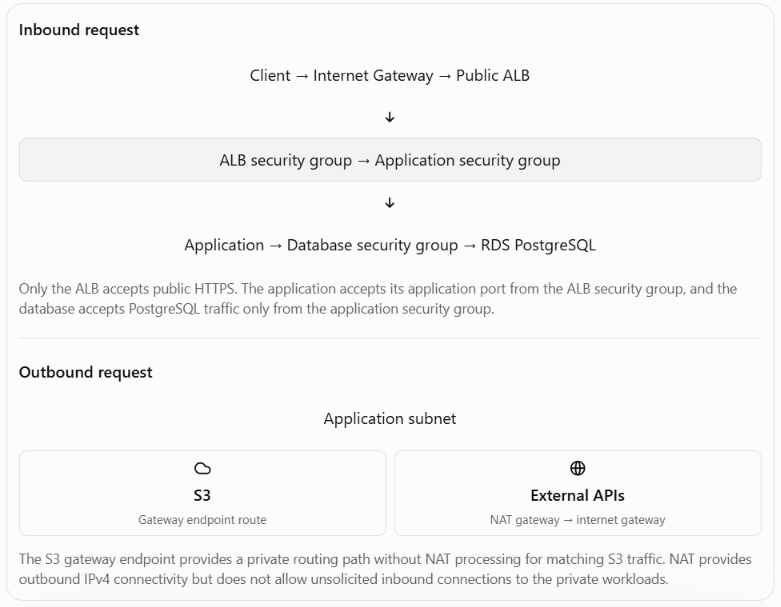 Inbound request
Client → Internet Gateway → Public ALB
↓
ALB security group → Application security group
↓
Application → Database security group → RDS PostgreSQL
Only the ALB accepts public HTTPS. The application accepts its application port from the ALB security group, and the
database accepts PostgreSQL traffic only from the application security group.
Outbound request
Application subnet
S3
Gateway endpoint route
External APIs
NAT gateway → internet gateway
The S3 gateway endpoint provides a private routing path without NAT processing for matching S3 traffic. NAT provides
outbound IPv4 connectivity but does not allow unsolicited inbound connections to the private workloads.